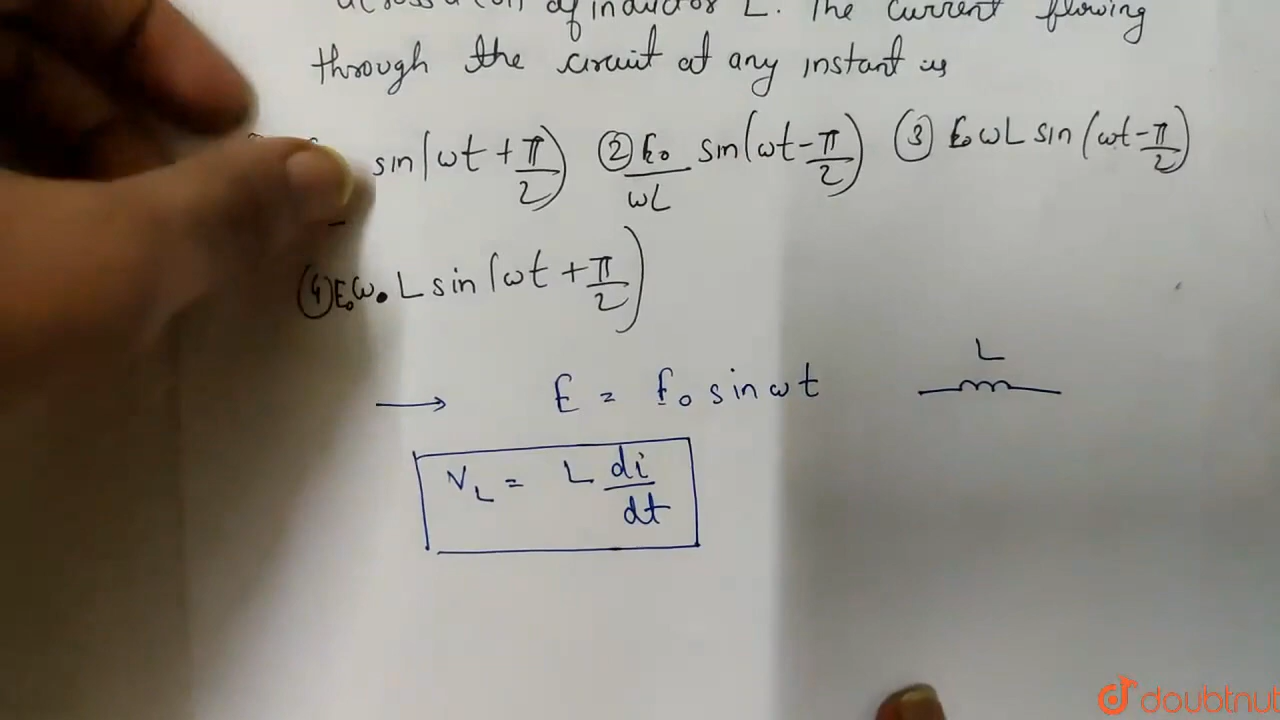 of inductor L. The current flowing
through the circuit at any instant is
sin(ωt + π/2) (2) E₀/ωL sin(ωt - π/2) (3) E₀ωL sin(ωt - π/2)
(4) E₀ω. L sin(ωt + π/2)
L
→ E = E₀ sin ωt
V_L = L di/dt
doubtnut